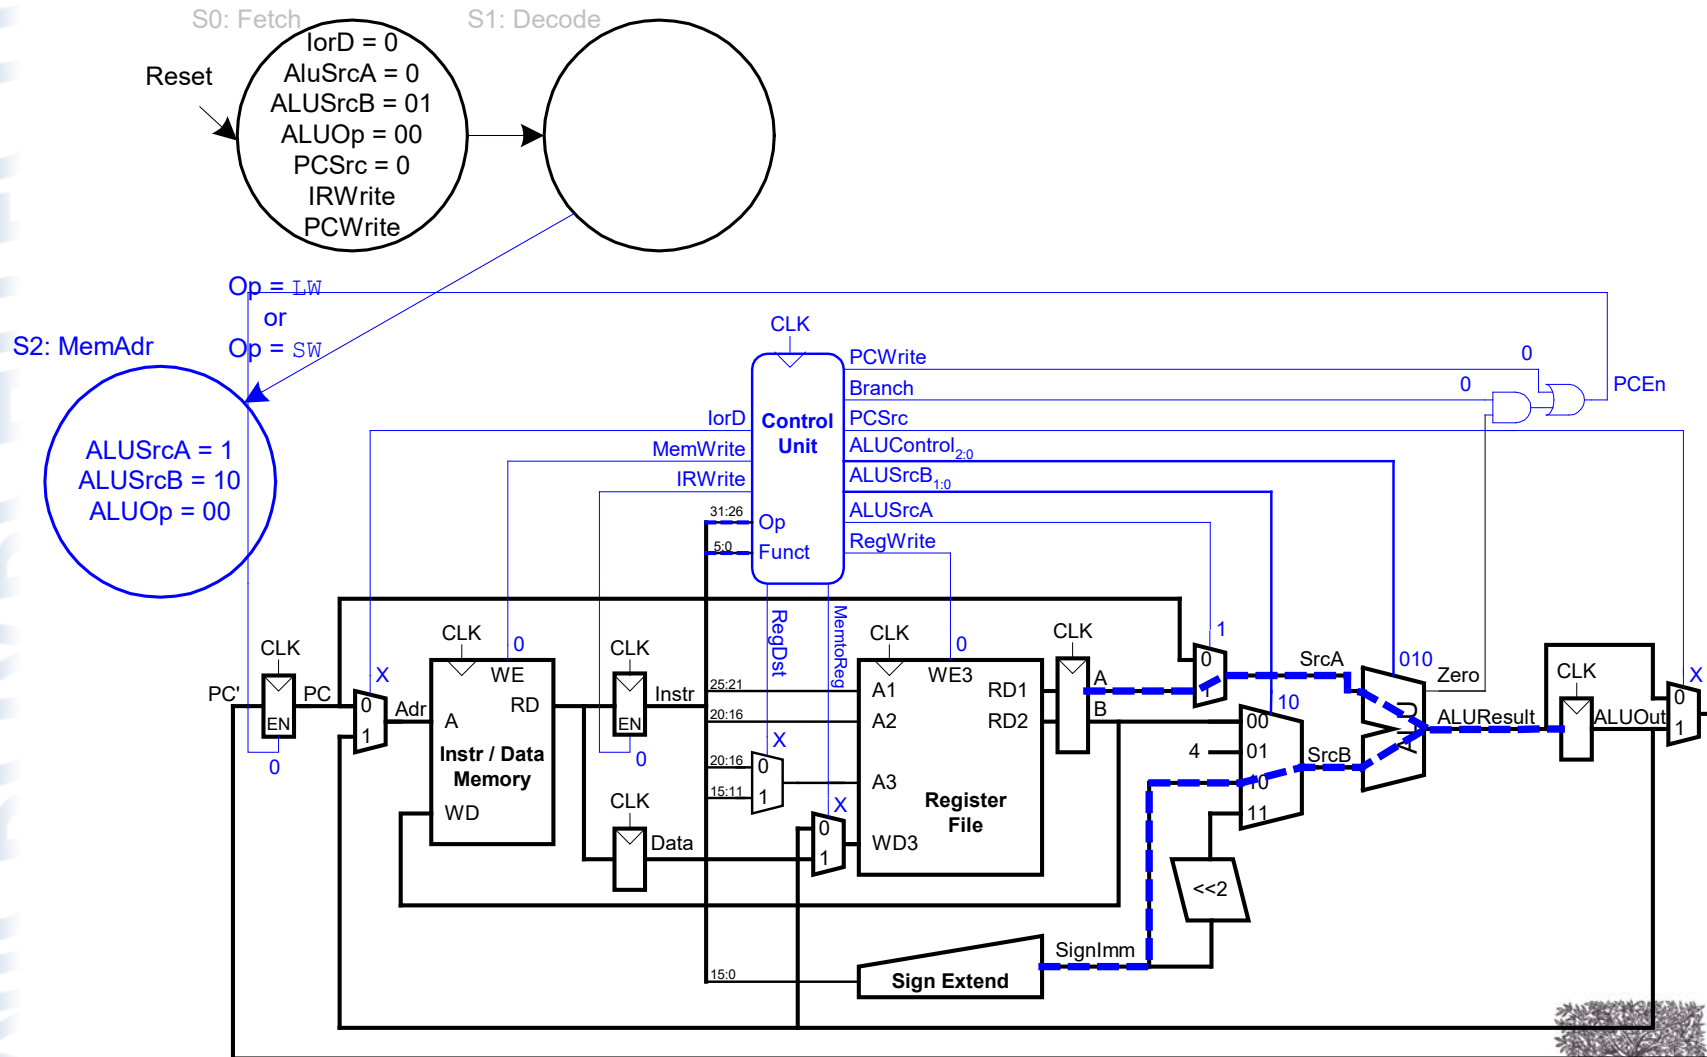 S0: Fetch
S1: Decode
Reset
IorD = 0
AluSrcA = 0
ALUSrcB = 01
ALUOp = 00
PCSrc = 0
IRWrite
PCWrite
Op = LW
or
Op = SW
S2: MemAdr
ALUSrcA = 1
ALUSrcB = 10
ALUOp = 00
CLK
PCWrite
0
Branch
0
PCEn
IorD
Control
Unit
PCSrc
MemWrite
ALUControl2:0
IRWrite
ALUSrcB1:0
31:26
Op
ALUSrcA
5:0
Funct
RegWrite
RegDst
MemtoReg
CLK
PC'
PC
EN
0
X
0
1
Adr
CLK
0
WE
A
RD
Instr / Data
Memory
WD
CLK
Instr
EN
0
CLK
Data
25:21
20:16
X
20:16
0
15:11
1
X
0
1
CLK
0
WE3
A1
RD1
A2
RD2
A3
Register
File
WD3
CLK
A
B
1
0
1
SrcA
10
00
4
01
10
11
SrcB
010
ALU
Zero
ALUResult
CLK
ALUOut
X
0
1
<<2
SignImm
15:0
Sign Extend